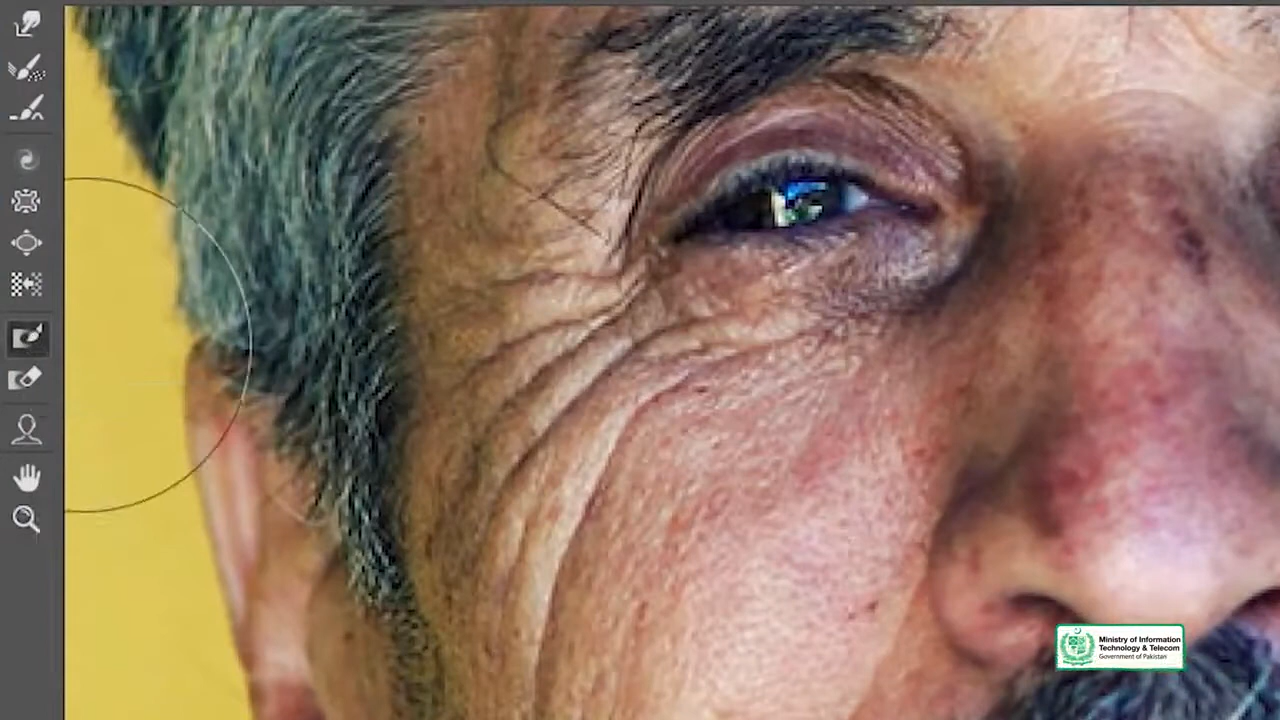 Ministry of Information
Technology & Telecom
Government of Pakistan